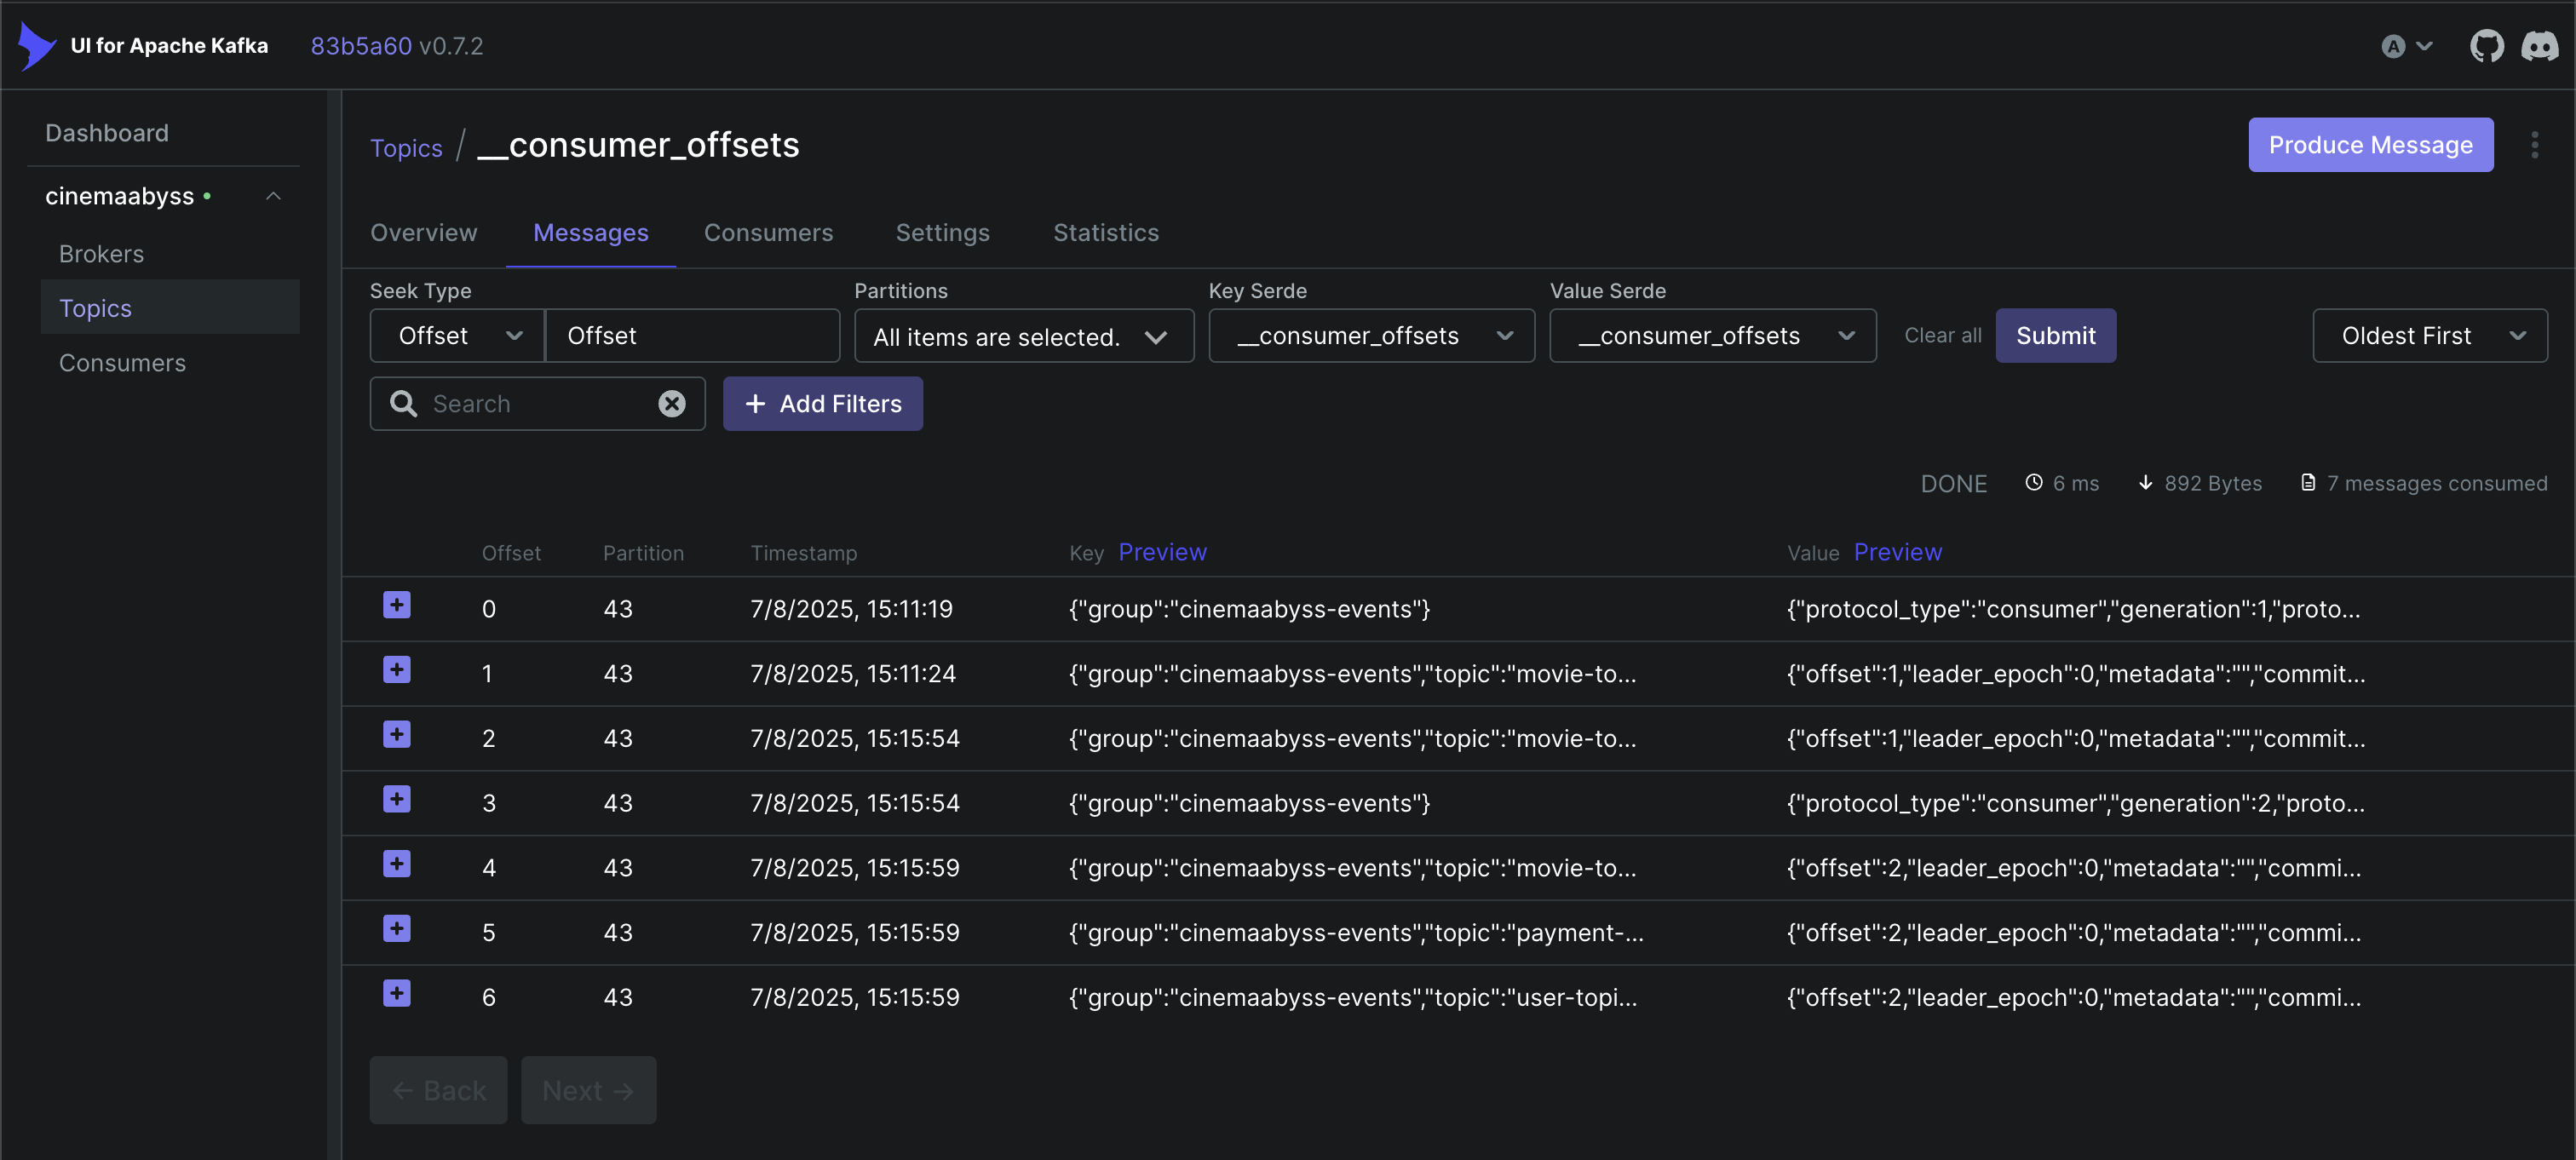 UI for Apache Kafka 83b5a60 v0.7.2 A
Dashboard
cinemaabyss
Brokers
Topics
Consumers
Topics / __consumer_offsets
Produce Message
Overview Messages Consumers Settings Statistics
Seek Type Partitions Key Serde Value Serde
Offset Offset All items are selected. __consumer_offsets __consumer_offsets Clear all Submit Oldest First
Search + Add Filters
DONE 6 ms 892 Bytes 7 messages consumed
Offset Partition Timestamp Key Preview Value Preview
0 43 7/8/2025, 15:11:19 {"group":"cinemaabyss-events"} {"protocol_type":"consumer","generation":1,"proto...
1 43 7/8/2025, 15:11:24 {"group":"cinemaabyss-events","topic":"movie-to... {"offset":1,"leader_epoch":0,"metadata":"","commit...
2 43 7/8/2025, 15:15:54 {"group":"cinemaabyss-events","topic":"movie-to... {"offset":1,"leader_epoch":0,"metadata":"","commit...
3 43 7/8/2025, 15:15:54 {"group":"cinemaabyss-events"} {"protocol_type":"consumer","generation":2,"proto...
4 43 7/8/2025, 15:15:59 {"group":"cinemaabyss-events","topic":"movie-to... {"offset":2,"leader_epoch":0,"metadata":"","commi...
5 43 7/8/2025, 15:15:59 {"group":"cinemaabyss-events","topic":"payment-... {"offset":2,"leader_epoch":0,"metadata":"","commi...
6 43 7/8/2025, 15:15:59 {"group":"cinemaabyss-events","topic":"user-topi... {"offset":2,"leader_epoch":0,"metadata":"","commi...
← Back Next →